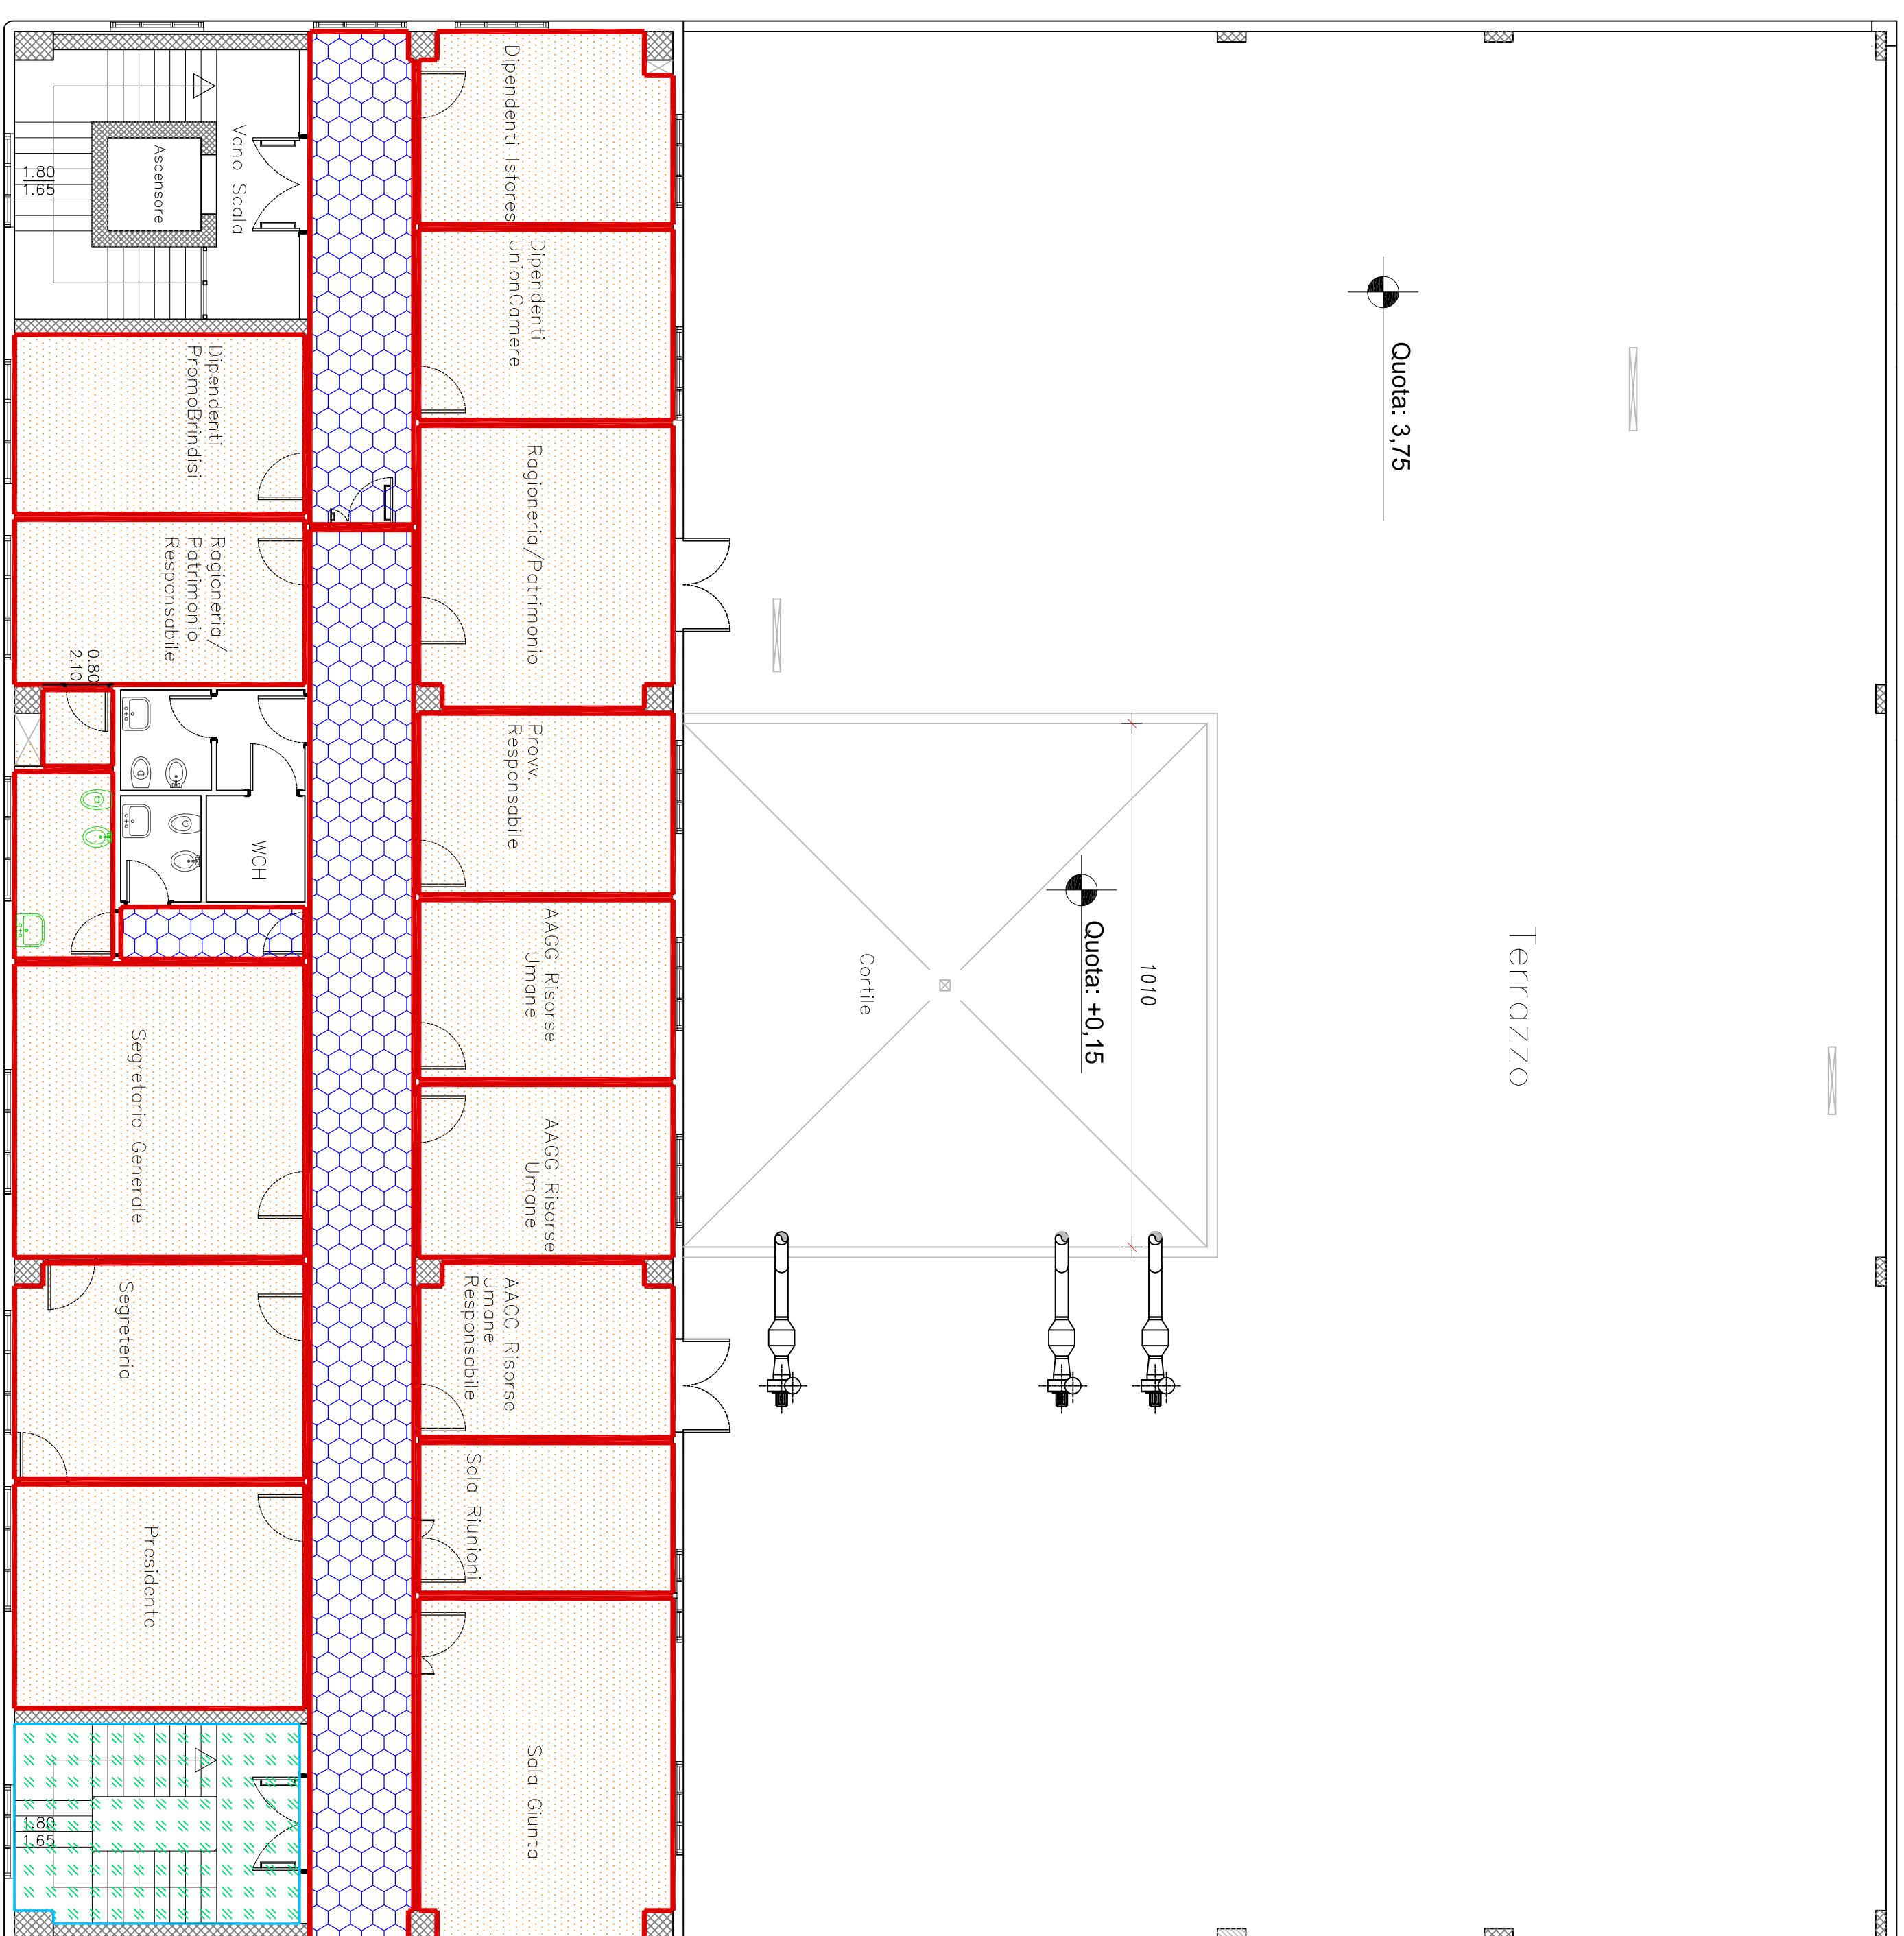 Terrazzo
Quota: 3,75
1010
Quota: +0,15
Cortile
Dipendenti Isfores
Dipendenti
UnionCamere
Ragioneria/Patrimonio
Provv.
Responsabile
AAGG Risorse
Umane
AAGG Risorse
Umane
AAGG Risorse
Umane
Responsabile
Sala Riunioni
Sala Giunta
Vano Scala
Ascensore
1.80
1.65
Dipendenti
PromoBrindisi
Ragioneria/
Patrimonio
Responsabile
0.80
2.10
WCH
Segretario Generale
Segreteria
Presidente
1.80
1.65